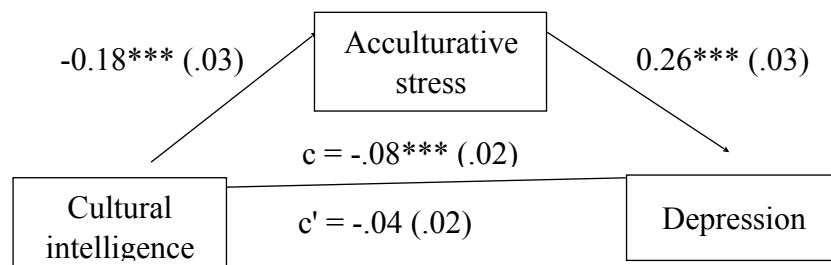 Acculturative
stress
-0.18*** (.03)
0.26*** (.03)
c = -.08*** (.02)
Cultural
intelligence
c' = -.04 (.02)
Depression